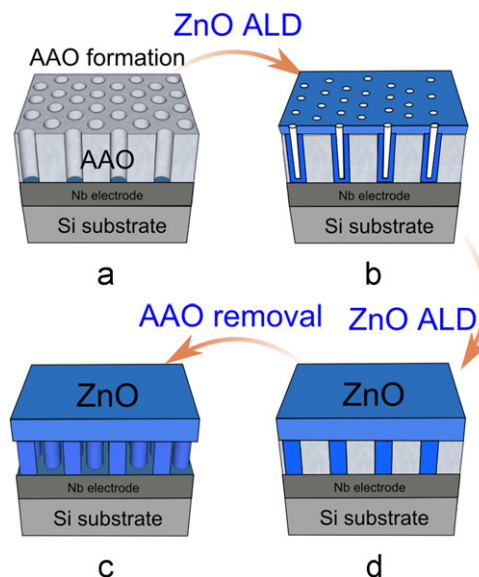 ZnO ALD
AAO formation
AAO
Nb electrode
Si substrate
a
Nb electrode
Si substrate
b
AAO removal
ZnO ALD
ZnO
Nb electrode
Si substrate
c
ZnO
Nb electrode
Si substrate
d